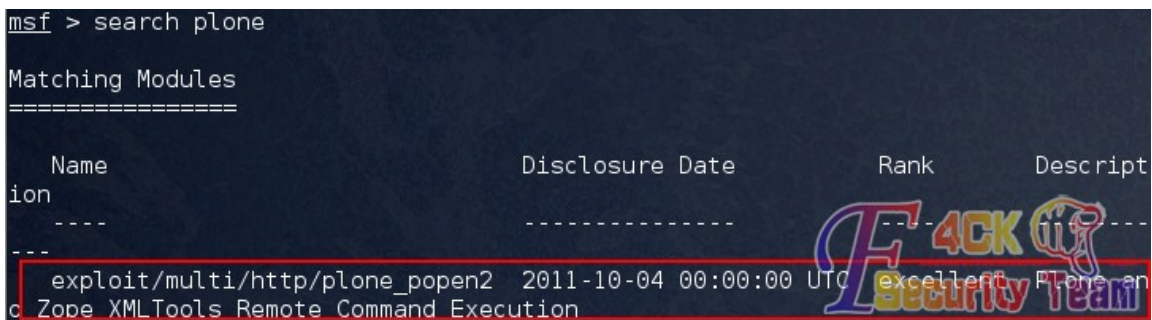 msf > search plone
Matching Modules
================
Name Disclosure Date Rank Descript
ion
---- --------------- ---- --------
---
exploit/multi/http/plone_popen2 2011-10-04 00:00:00 UTC excellent Plone an
d Zope XMLTools Remote Command Execution
F4CK
Security Team